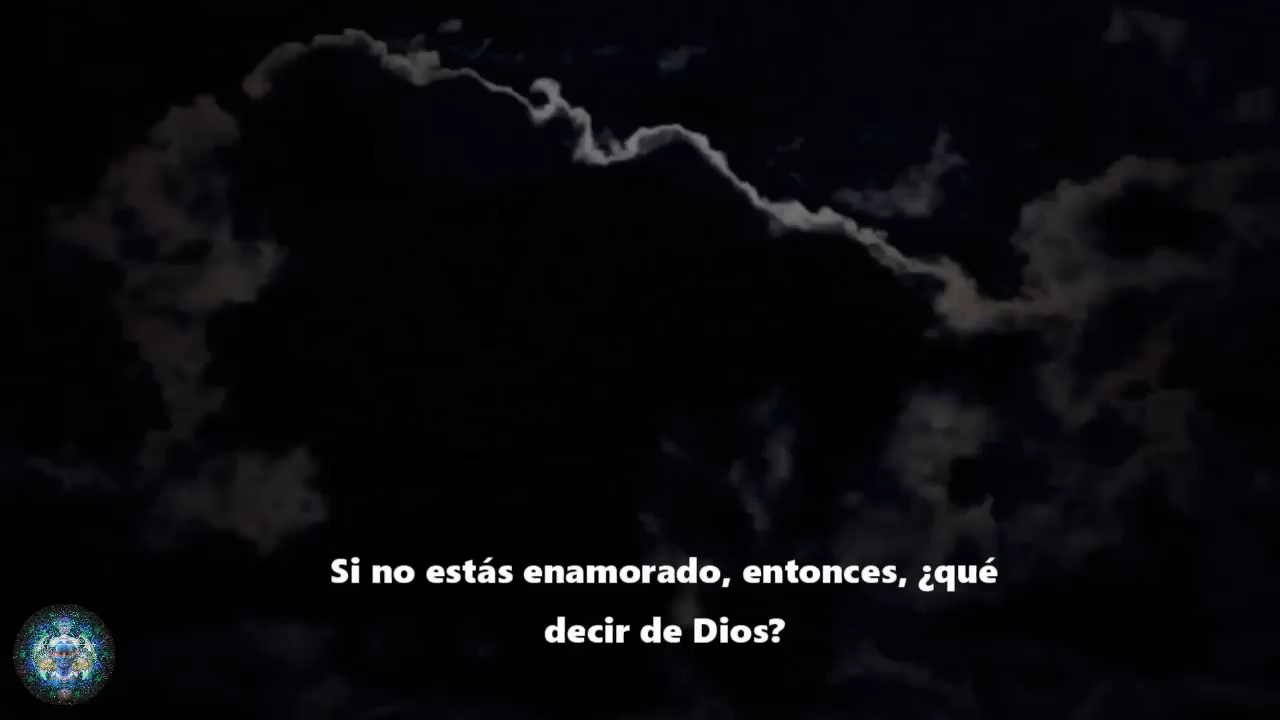 Si no estás enamorado, entonces, ¿qué
decir de Dios?